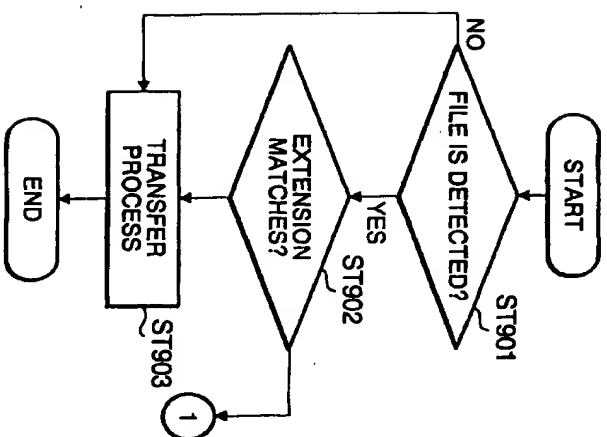 START
FILE IS DETECTED?
ST901
NO
YES
EXTENSION
MATCHES?
ST902
TRANSFER
PROCESS
ST903
1
END